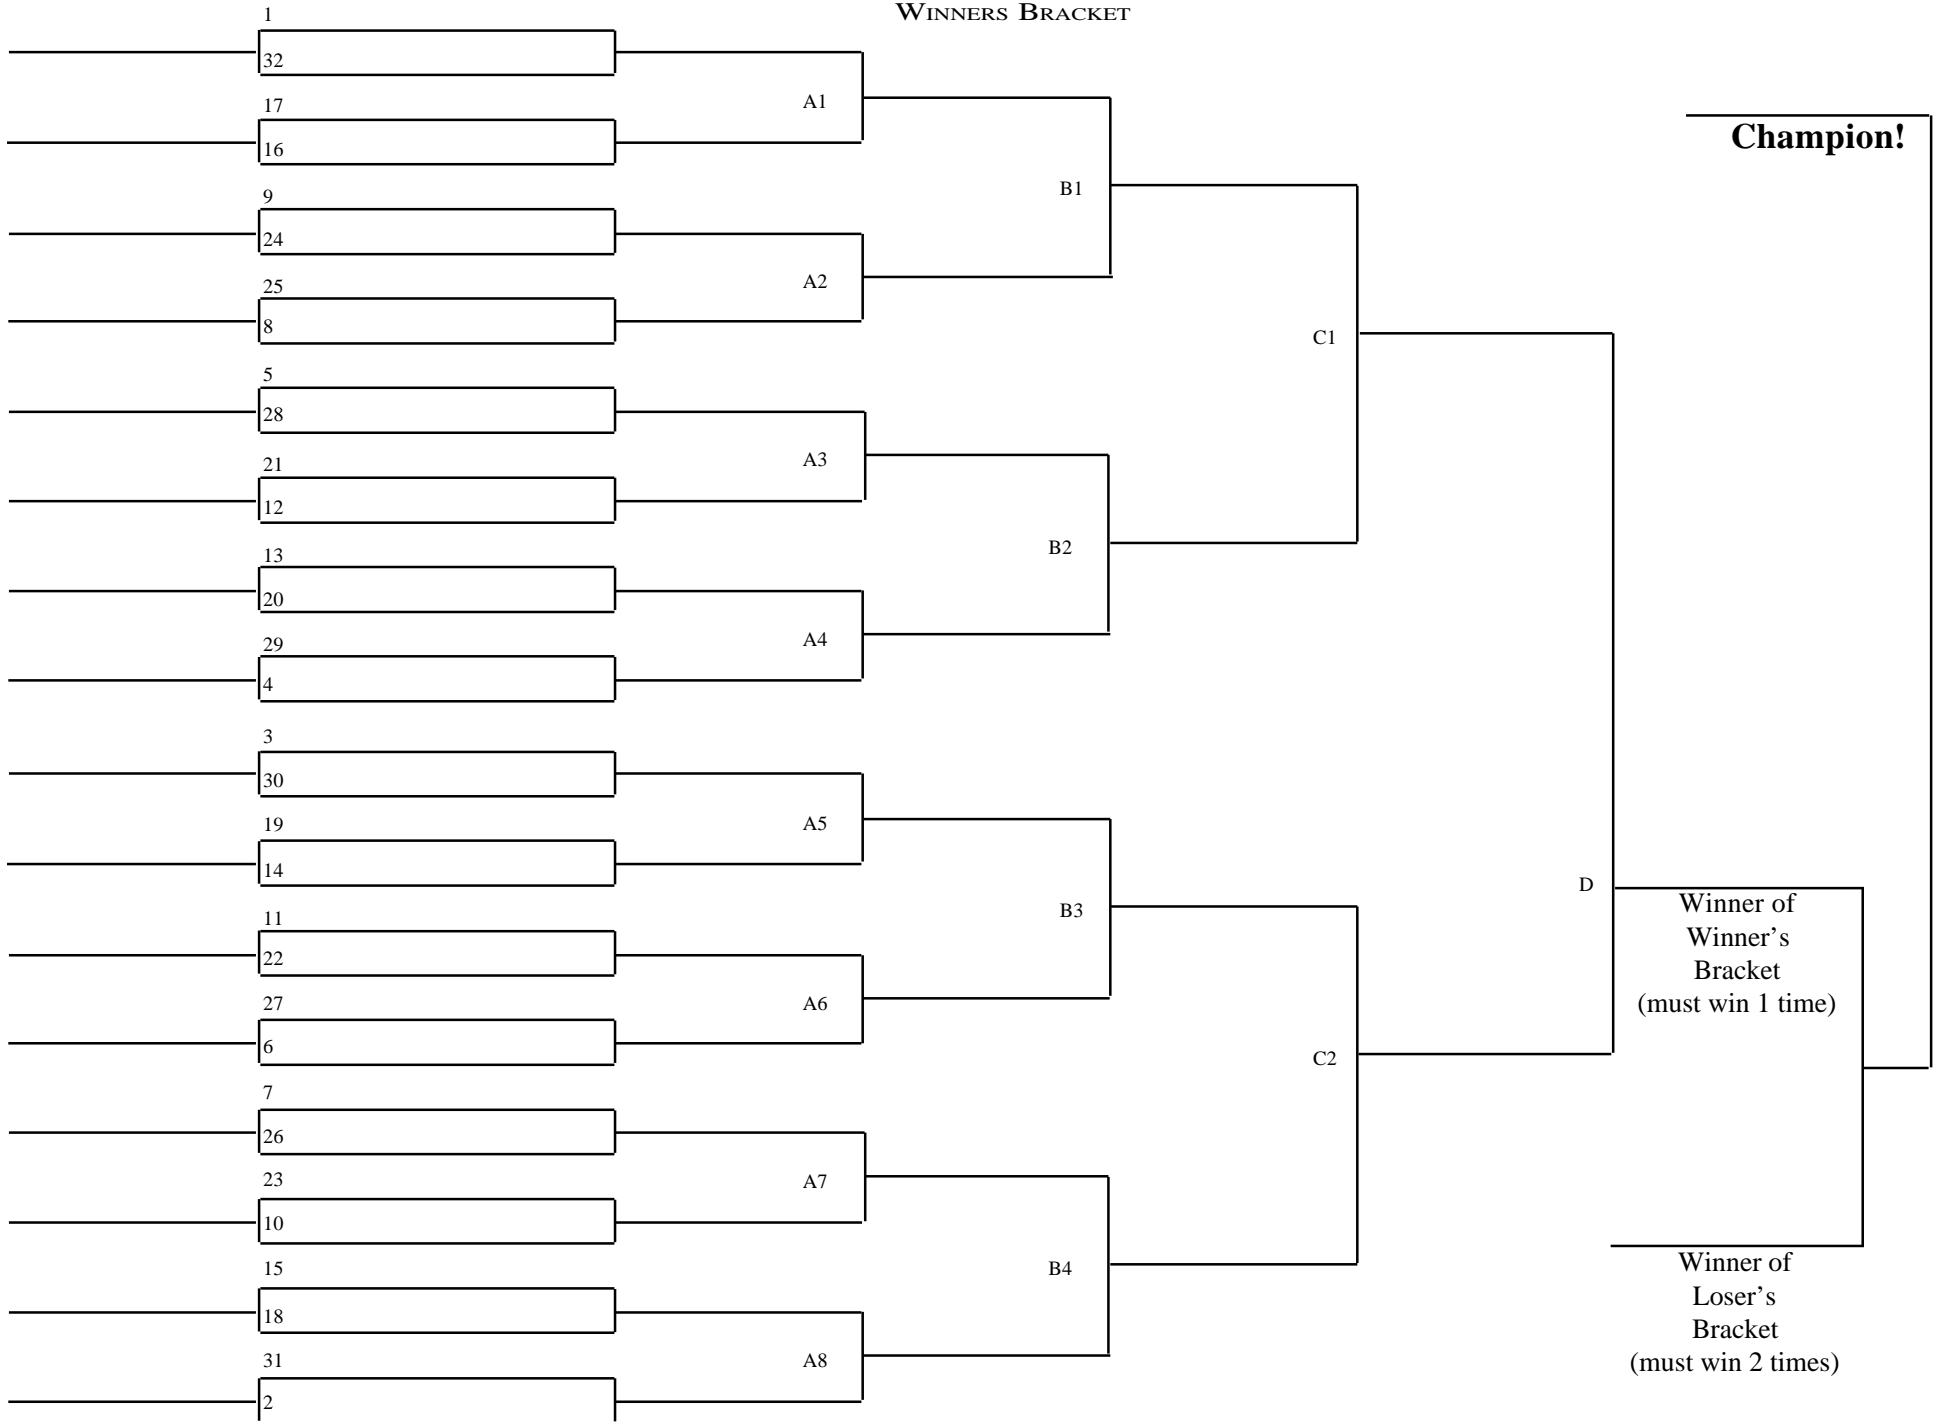 WINNERS BRACKET
1
32
17
16
A1
9
24
25
8
A2
B1
5
28
21
12
A3
13
20
29
4
A4
B2
C1
3
30
19
14
A5
11
22
27
6
A6
B3
7
26
23
10
A7
15
18
31
2
A8
B4
C2
D
Winner of
Winner’s
Bracket
(must win 1 time)
Winner of
Loser’s
Bracket
(must win 2 times)
Champion!